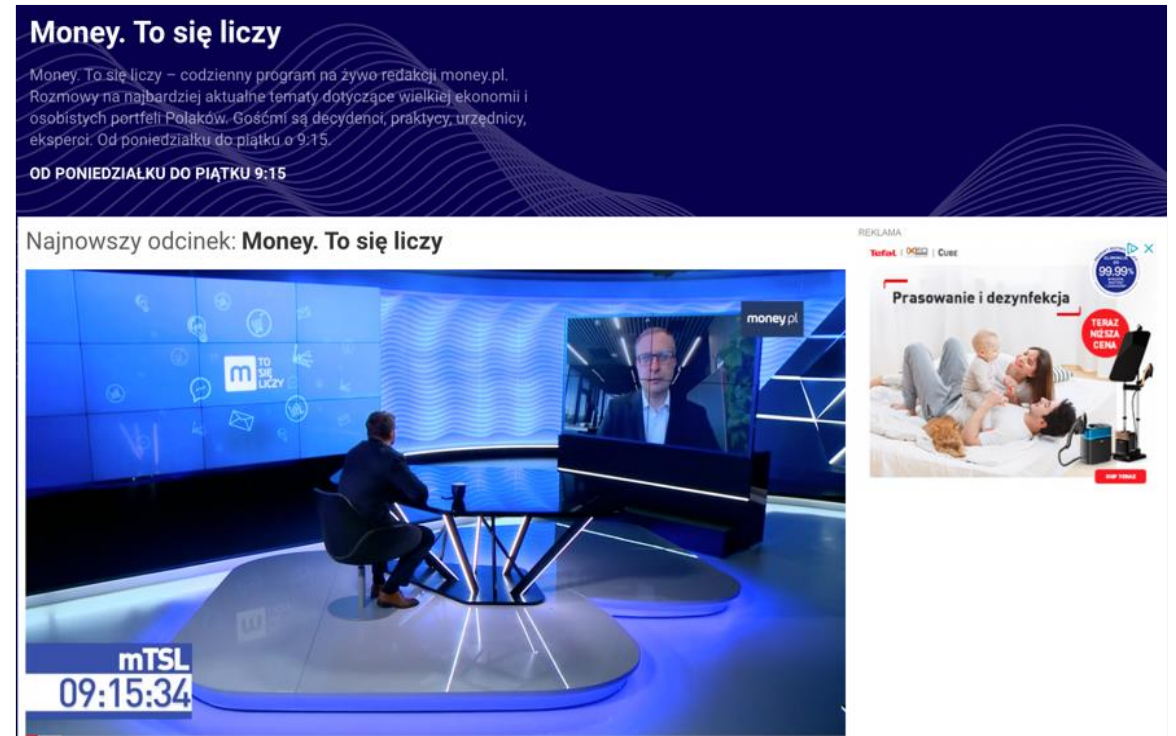 Money. To się liczy
Money. To się liczy – codzienny program na żywo redakcji money.pl.
Rozmowy na najbardziej aktualne tematy dotyczące wielkiej ekonomii i
osobistych portfeli Polaków. Gośćmi są decydenci, praktycy, urzędnicy,
eksperci. Od poniedziałku do piątku o 9:15.
OD PONIEDZIAŁKU DO PIĄTKU 9:15
Najnowszy odcinek: Money. To się liczy
money.pl
m TO
SIĘ
LICZY
mTSL
09:15:34
REKLAMA
Tefal CUBE
99.99%
Prasowanie i dezynfekcja
TERAZ
NIŻSZA
CENA
KUP TERAZ